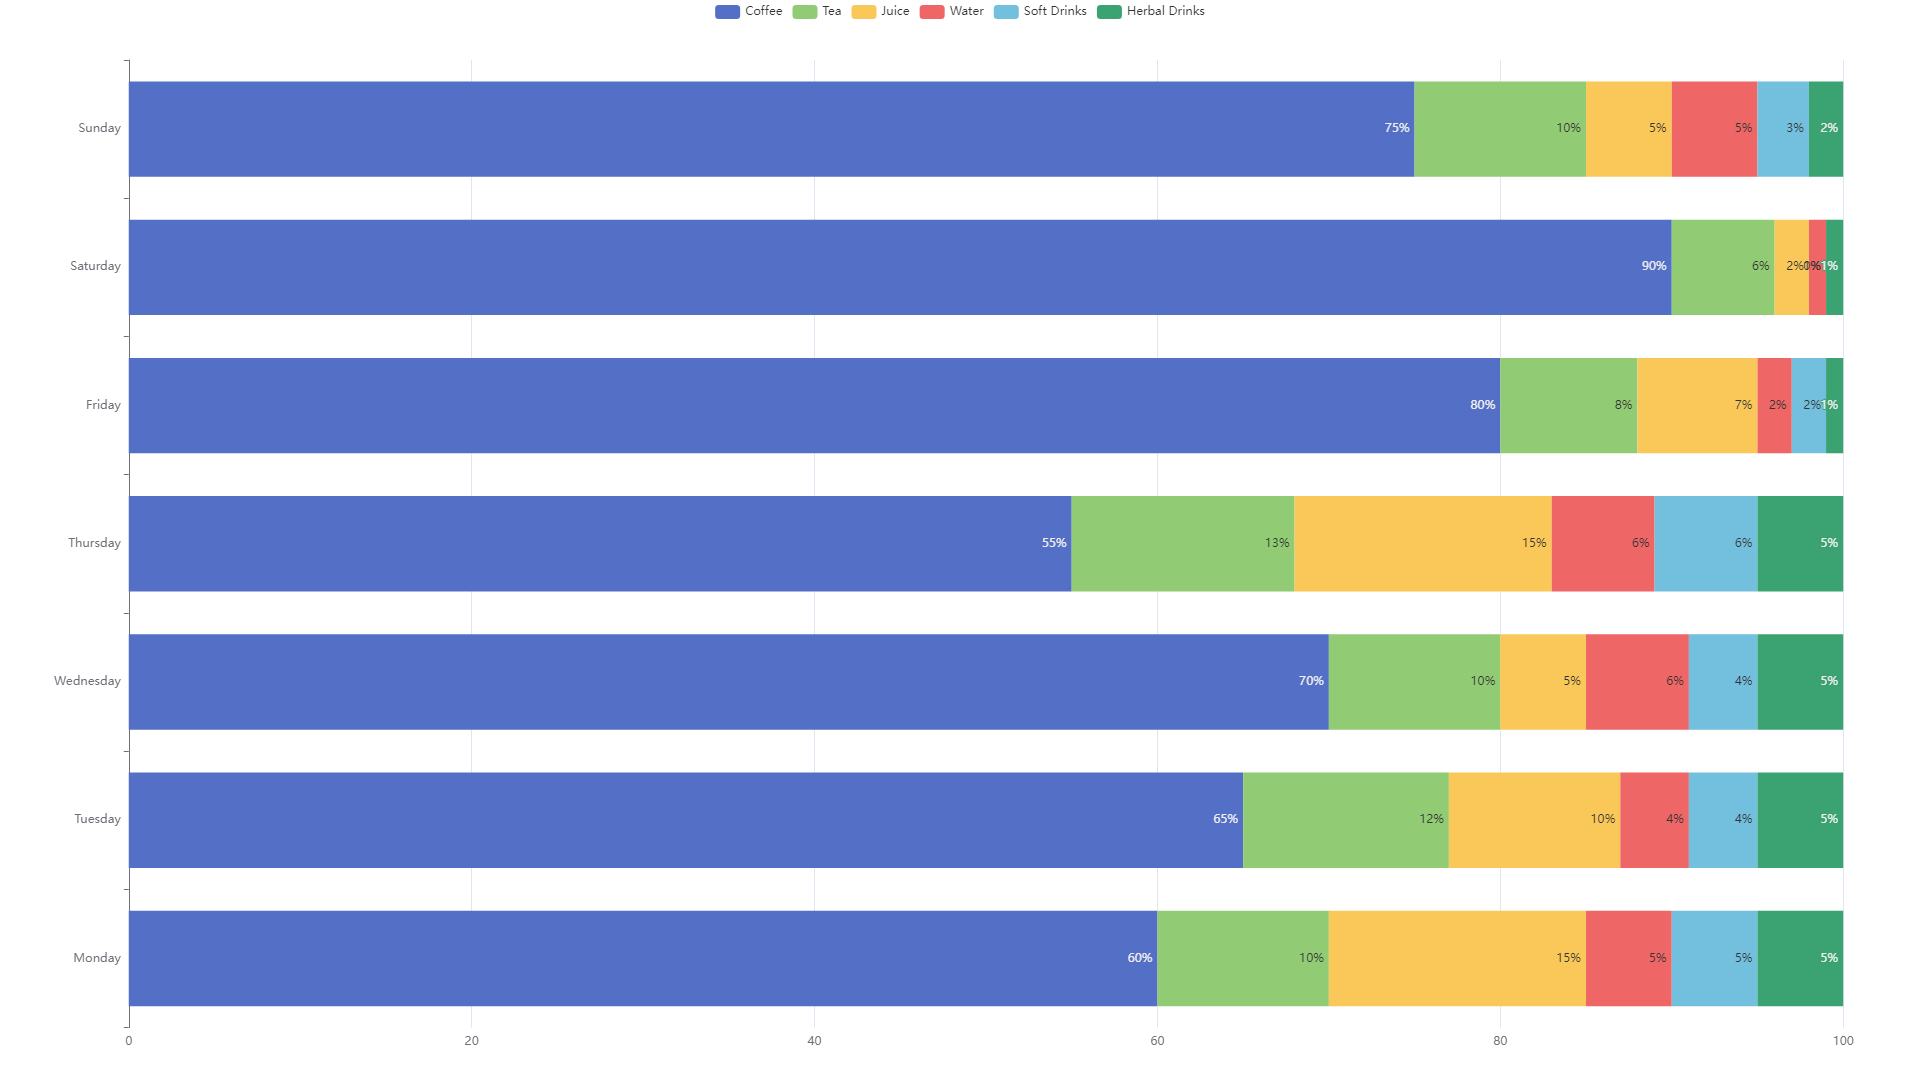 Coffee Tea Juice Water Soft Drinks Herbal Drinks
Sunday 75% 10% 5% 5% 3% 2%
Saturday 90% 6% 2% 1%
Friday 80% 8% 7% 2% 2% 1%
Thursday 55% 13% 15% 6% 6% 5%
Wednesday 70% 10% 5% 6% 4% 5%
Tuesday 65% 12% 10% 4% 4% 5%
Monday 60% 10% 15% 5% 5% 5%
0 20 40 60 80 100